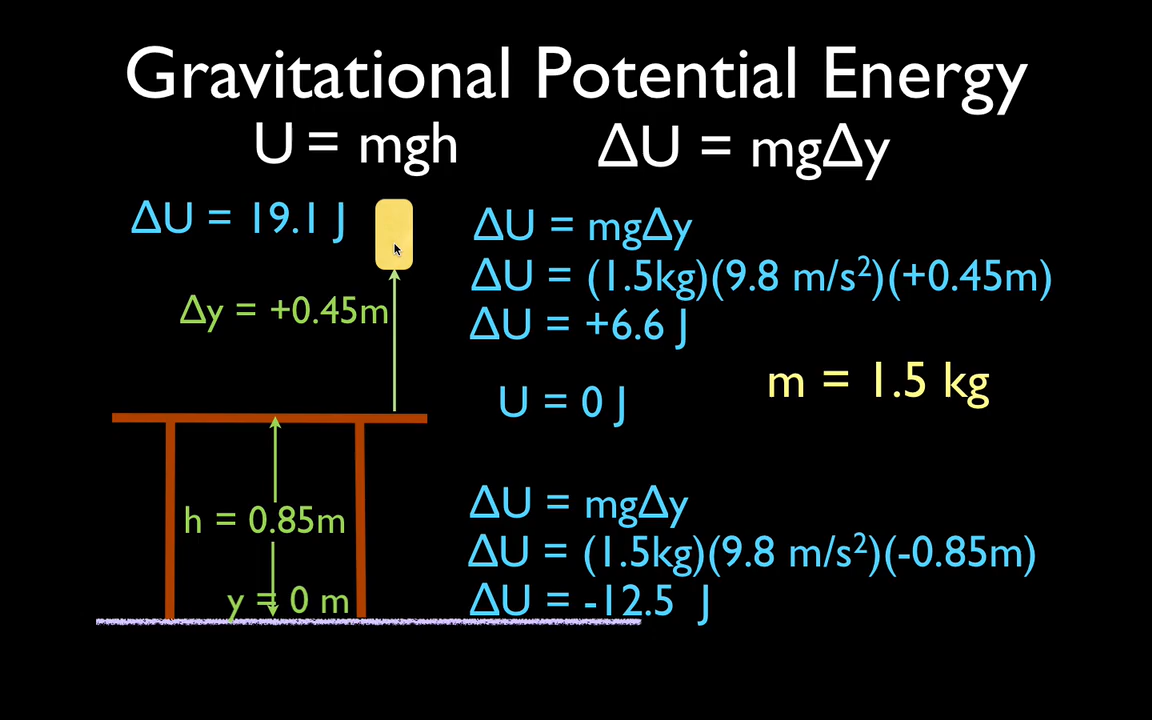 Gravitational Potential Energy
U = mgh
ΔU = mgΔy
ΔU = 19.1 J
Δy = +0.45m
h = 0.85m
y = 0 m
ΔU = mgΔy
ΔU = (1.5kg)(9.8 m/s²)(+0.45m)
ΔU = +6.6 J
U = 0 J
m = 1.5 kg
ΔU = mgΔy
ΔU = (1.5kg)(9.8 m/s²)(-0.85m)
ΔU = -12.5 J